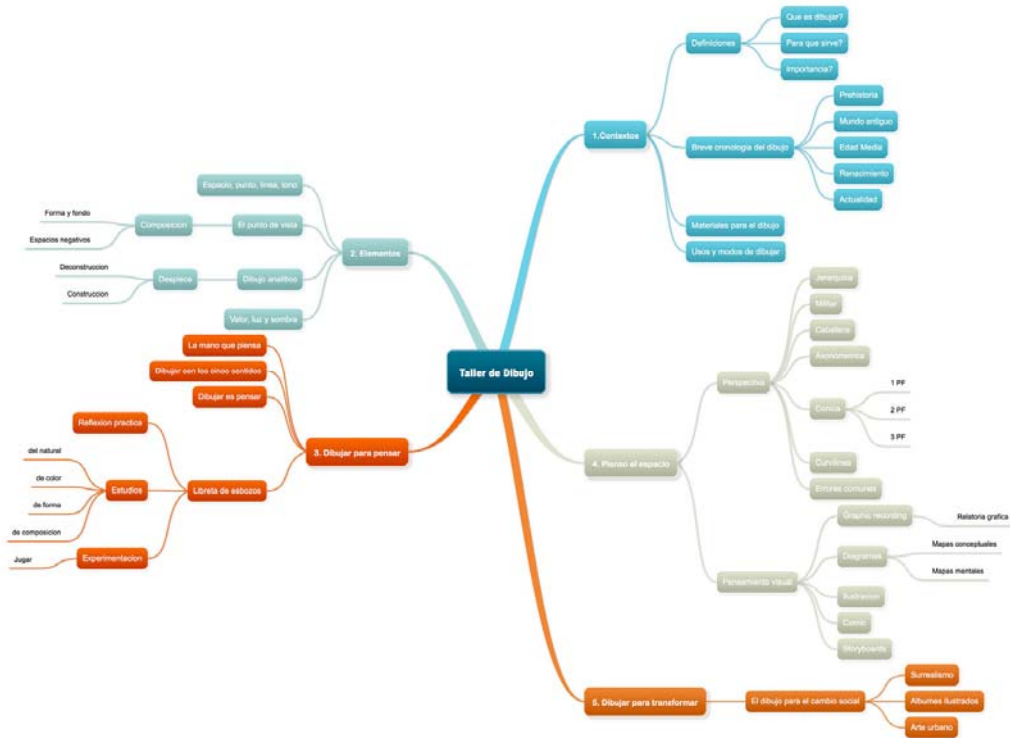 Taller de Dibujo
1.Contextos
Definiciones
Que es dibujar?
Para que sirve?
Importancia?
Breve cronologia del dibujo
Prehistoria
Mundo antiguo
Edad Media
Renacimiento
Actualidad
Materiales para el dibujo
Usos y modos de dibujar
2. Elementos
Espacio, punto, linea, tono
El punto de vista
Composicion
Forma y fondo
Espacios negativos
Dibujo analitico
Despiece
Deconstruccion
Construccion
Valor, luz y sombra
3. Dibujar para pensar
La mano que piensa
Dibujar con los cinco sentidos
Dibujar es pensar
Libreta de esbozos
Reflexion practica
Estudios
del natural
de color
de forma
de composicion
Experimentacion
Jugar
4. Pienso el espacio
Perspectiva
Jerarquica
Militar
Caballera
Axonometrica
Conica
1 PF
2 PF
3 PF
Curvilinea
Errores comunes
Pensamiento visual
Graphic recording
Relatoria grafica
Diagramas
Mapas conceptuales
Mapas mentales
Ilustracion
Comic
Storyboards
5. Dibujar para transformar
El dibujo para el cambio social
Surrealismo
Albumes ilustrados
Arte urbano